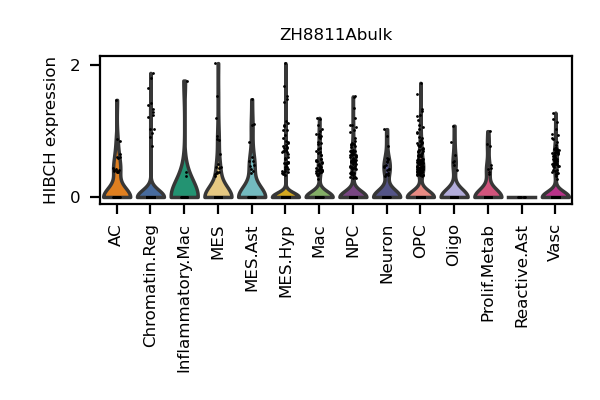 ZH8811Abulk
HIBCH expression
2
0
AC
Chromatin.Reg
Inflammatory.Mac
MES
MES.Ast
MES.Hyp
Mac
NPC
Neuron
OPC
Oligo
Prolif.Metab
Reactive.Ast
Vasc